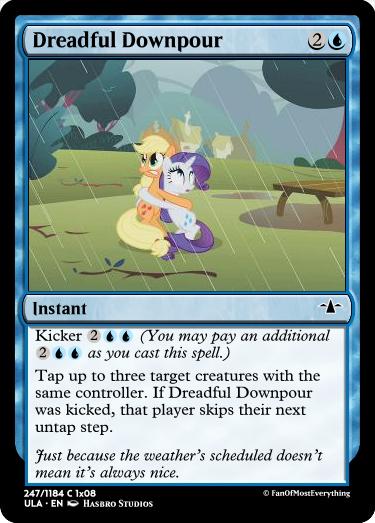 Dreadful Downpour 2
Instant
Kicker 2 (You may pay an additional
2 as you cast this spell.)
Tap up to three target creatures with the
same controller. If Dreadful Downpour
was kicked, that player skips their next
untap step.
Just because the weather's scheduled doesn't
mean it's always nice.
247/1184 C 1x08
ULA • EN Hasbro Studios
© FanOfMostEverything